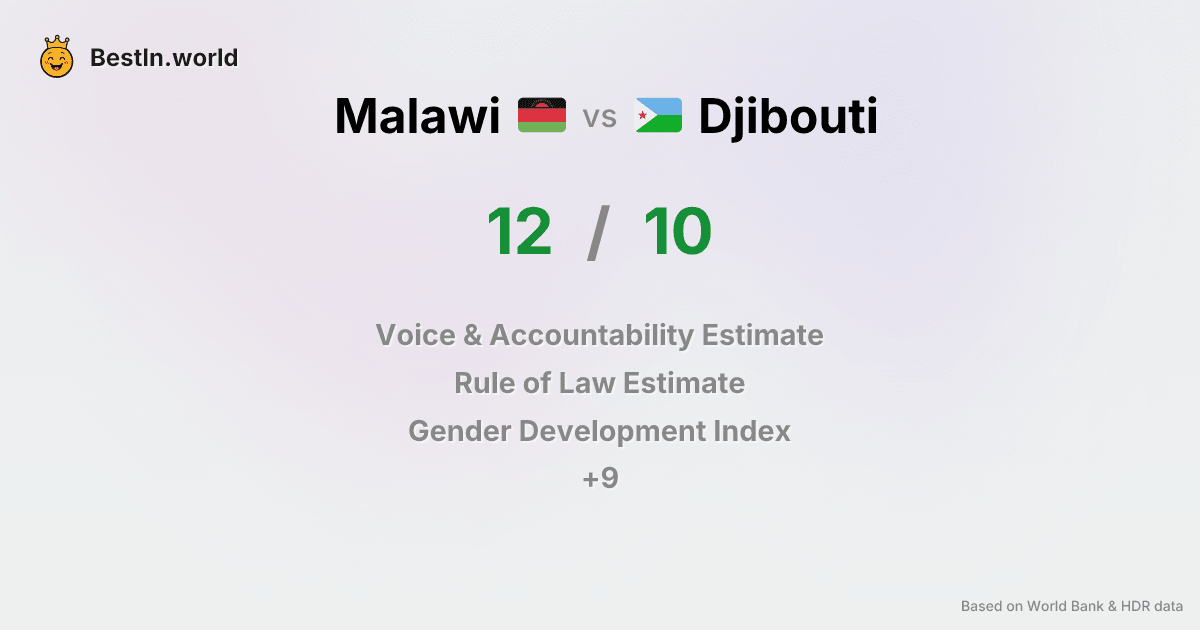 BestIn.world
Malawi vs Djibouti
12 / 10
Voice & Accountability Estimate
Rule of Law Estimate
Gender Development Index
+9
Based on World Bank & HDR data